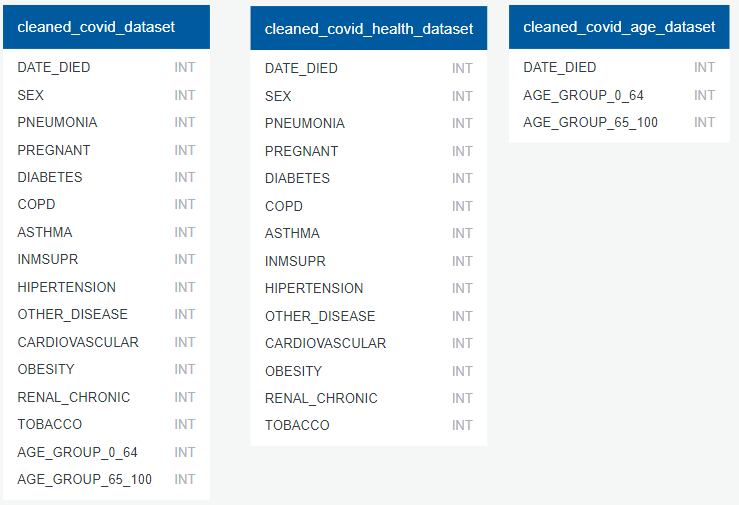 cleaned_covid_dataset
DATE_DIED INT
SEX INT
PNEUMONIA INT
PREGNANT INT
DIABETES INT
COPD INT
ASTHMA INT
INMSUPR INT
HIPERTENSION INT
OTHER_DISEASE INT
CARDIOVASCULAR INT
OBESITY INT
RENAL_CHRONIC INT
TOBACCO INT
AGE_GROUP_0_64 INT
AGE_GROUP_65_100 INT
cleaned_covid_health_dataset
DATE_DIED INT
SEX INT
PNEUMONIA INT
PREGNANT INT
DIABETES INT
COPD INT
ASTHMA INT
INMSUPR INT
HIPERTENSION INT
OTHER_DISEASE INT
CARDIOVASCULAR INT
OBESITY INT
RENAL_CHRONIC INT
TOBACCO INT
cleaned_covid_age_dataset
DATE_DIED INT
AGE_GROUP_0_64 INT
AGE_GROUP_65_100 INT